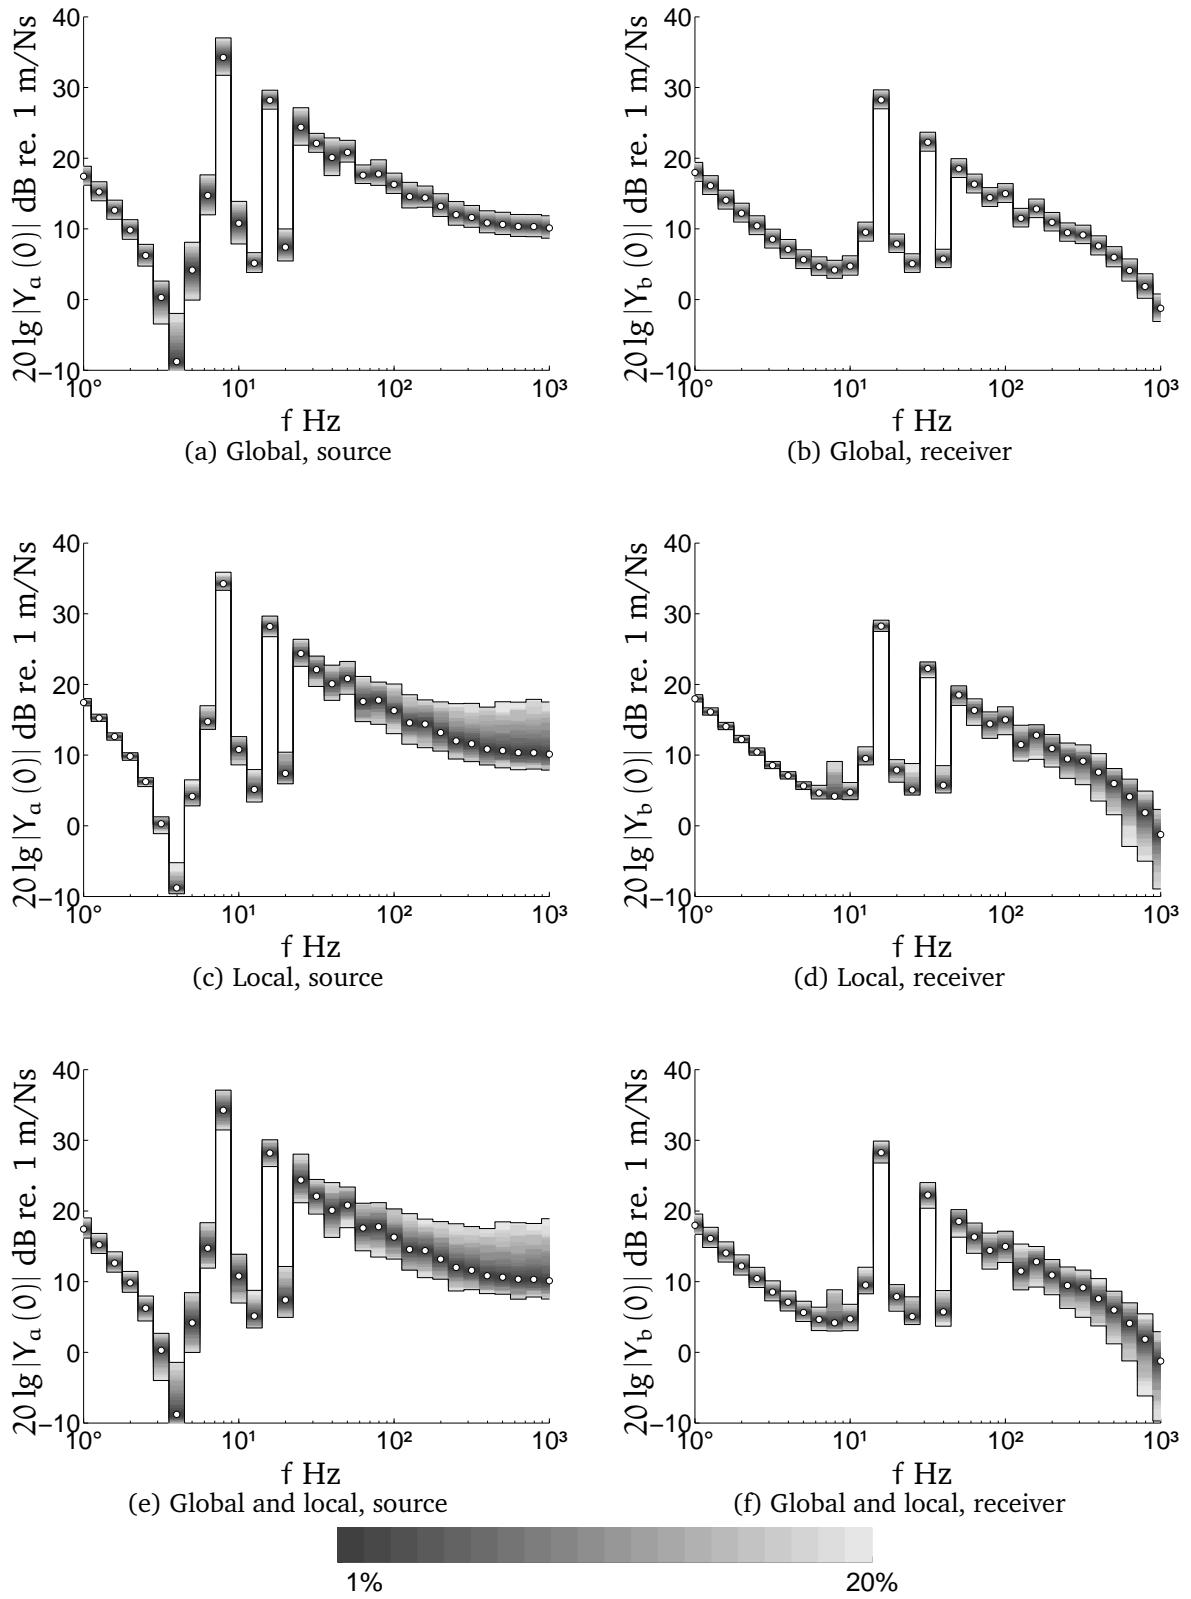 40
30
20
10
0
−10
20 lg |Ya (0)| dB re. 1 m/Ns
10° 10¹ 10² 10³
f Hz
(a) Global, source
40
30
20
10
0
−10
20 lg |Yb (0)| dB re. 1 m/Ns
10° 10¹ 10² 10³
f Hz
(b) Global, receiver
40
30
20
10
0
−10
20 lg |Ya (0)| dB re. 1 m/Ns
10° 10¹ 10² 10³
f Hz
(c) Local, source
40
30
20
10
0
−10
20 lg |Yb (0)| dB re. 1 m/Ns
10° 10¹ 10² 10³
f Hz
(d) Local, receiver
40
30
20
10
0
−10
20 lg |Ya (0)| dB re. 1 m/Ns
10° 10¹ 10² 10³
f Hz
(e) Global and local, source
40
30
20
10
0
−10
20 lg |Yb (0)| dB re. 1 m/Ns
10° 10¹ 10² 10³
f Hz
(f) Global and local, receiver
1% 20%